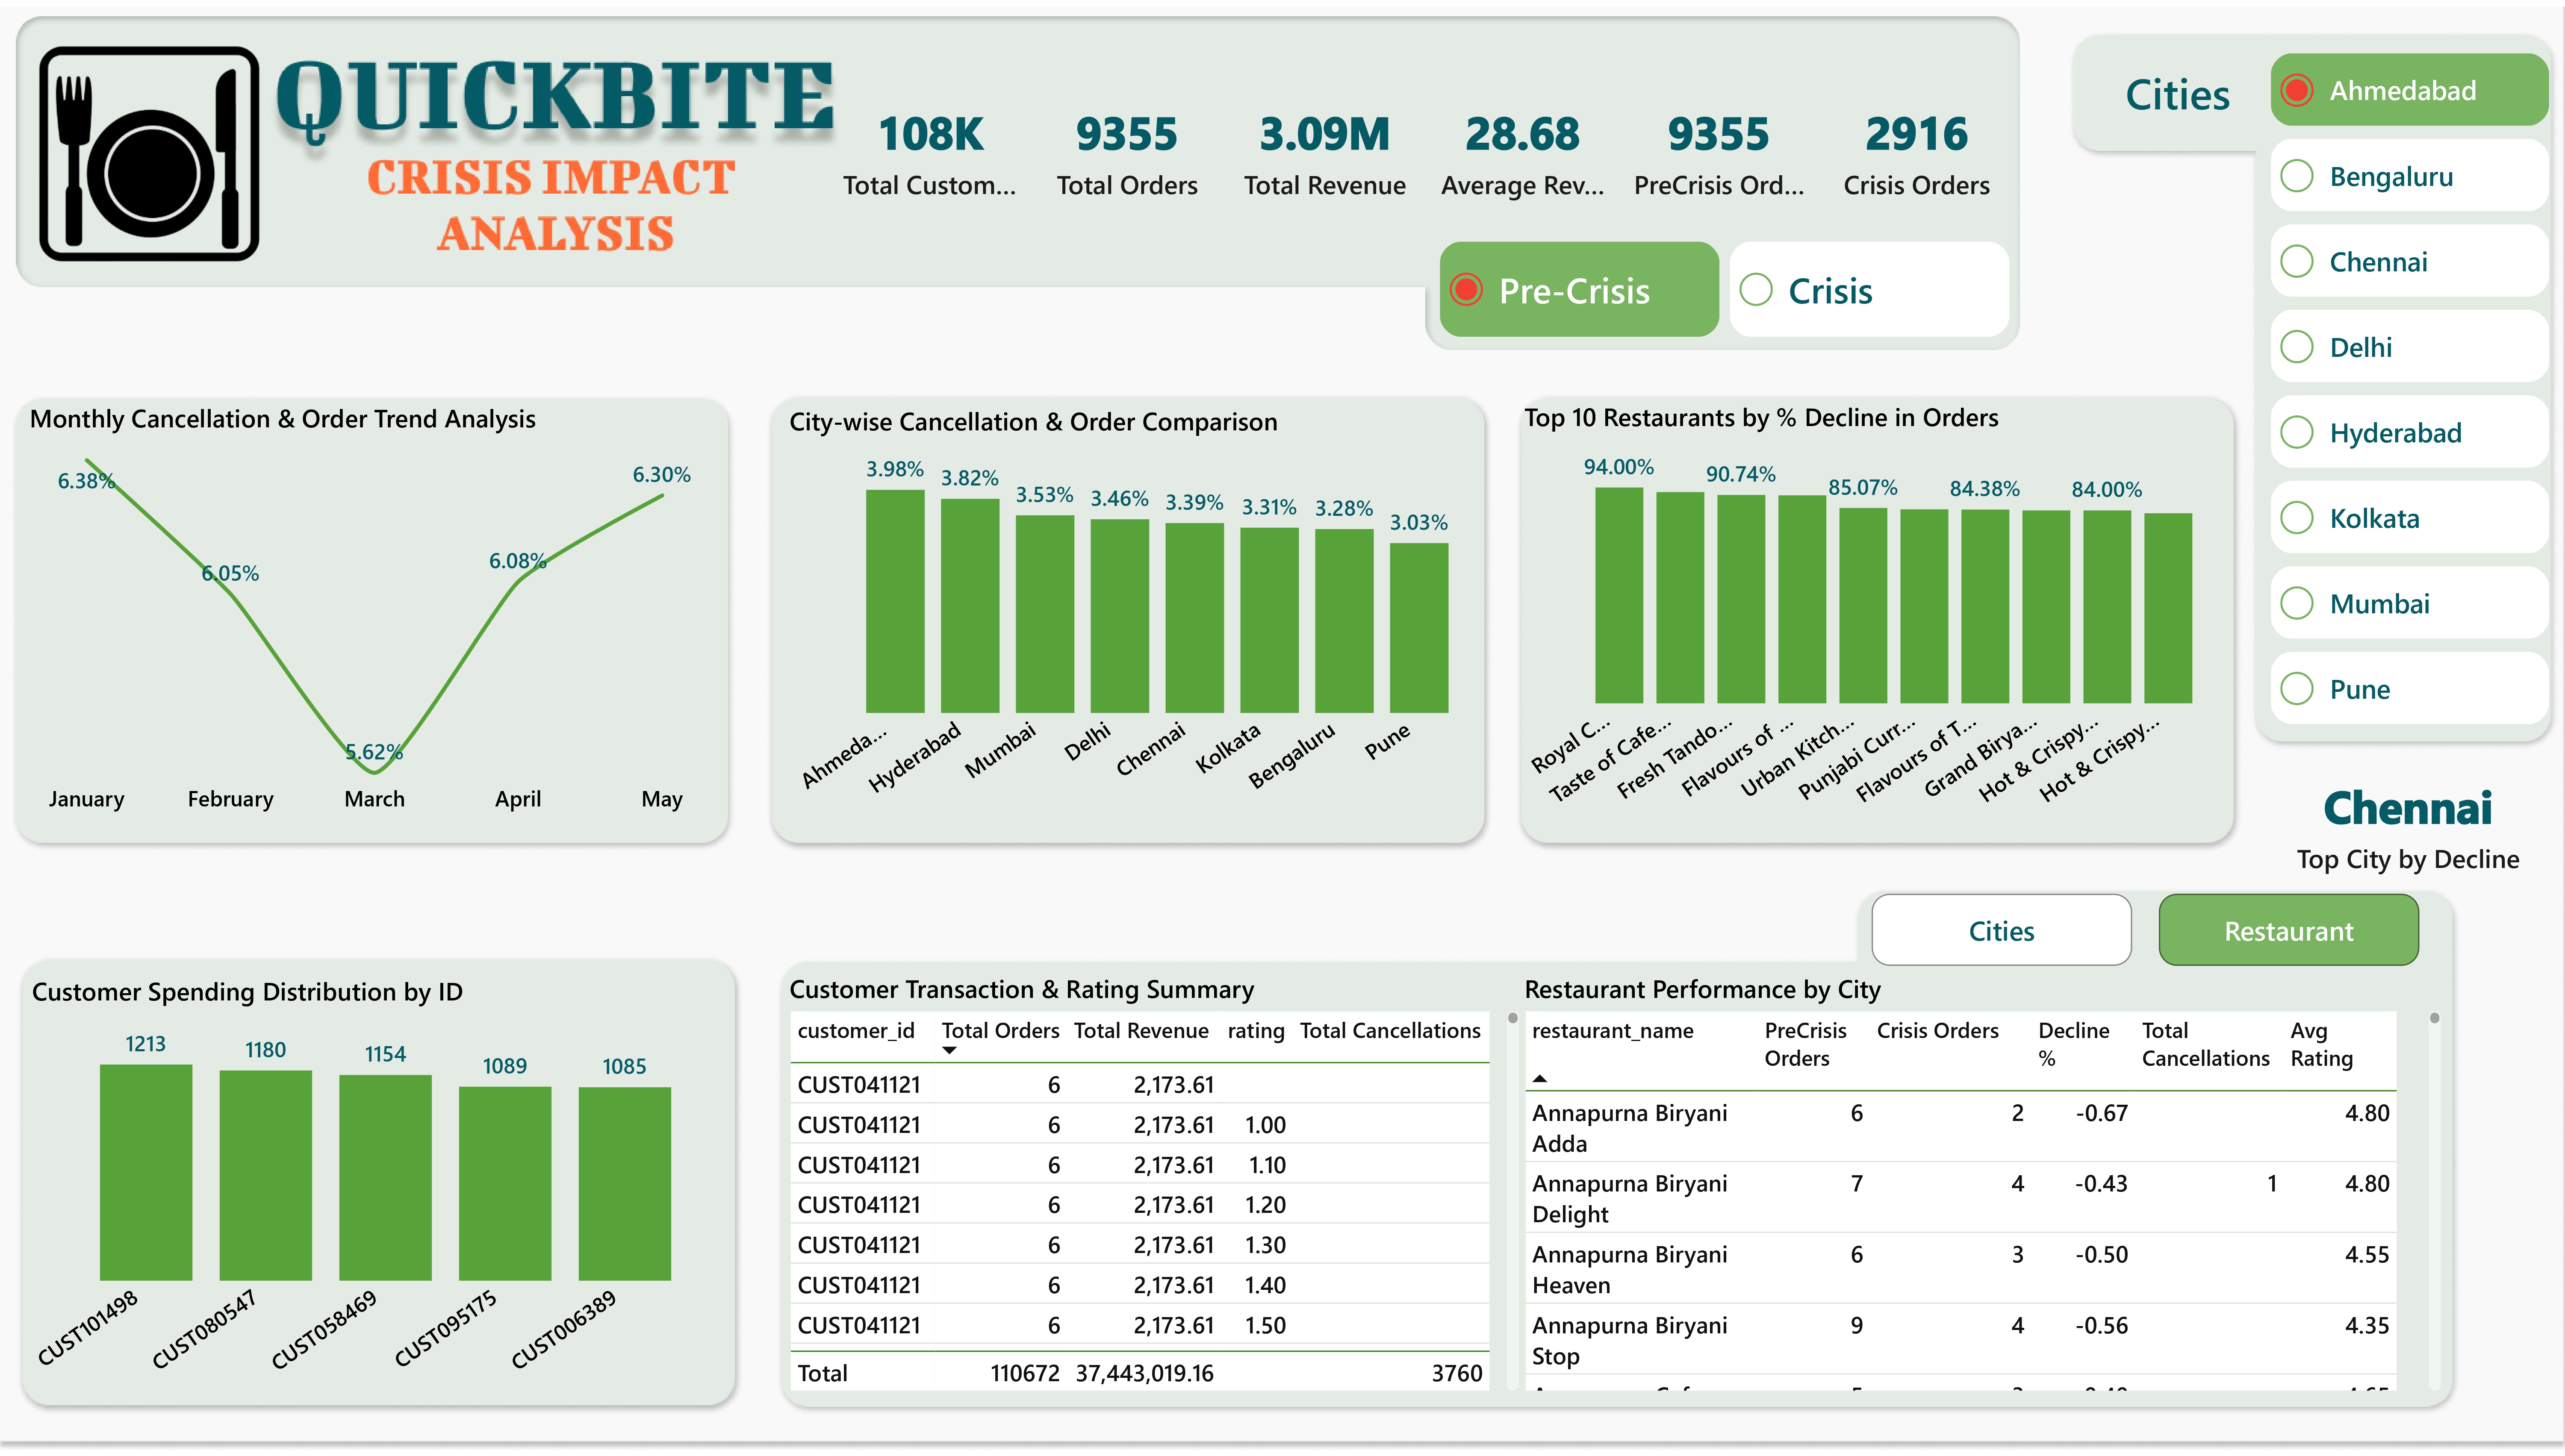 QUICKBITE
CRISIS IMPACT
ANALYSIS
108K
Total Custom...
9355
Total Orders
3.09M
Total Revenue
28.68
Average Rev...
9355
PreCrisis Ord...
2916
Crisis Orders
Pre-Crisis
Crisis
Cities
Ahmedabad
Bengaluru
Chennai
Delhi
Hyderabad
Kolkata
Mumbai
Pune
Monthly Cancellation & Order Trend Analysis
6.38%
6.05%
5.62%
6.08%
6.30%
January February March April May
City-wise Cancellation & Order Comparison
3.98% 3.82% 3.53% 3.46% 3.39% 3.31% 3.28% 3.03%
Ahmeda... Hyderabad Mumbai Delhi Chennai Kolkata Bengaluru Pune
Top 10 Restaurants by % Decline in Orders
94.00% 90.74% 85.07% 84.38% 84.00%
Royal C... Taste of Cafe... Fresh Tando... Flavours of ... Urban Kitch... Punjabi Curr... Flavours of T... Grand Birya... Hot & Crispy... Hot & Crispy...
Chennai
Top City by Decline
Cities
Restaurant
Customer Spending Distribution by ID
1213 1180 1154 1089 1085
CUST101498 CUST080547 CUST058469 CUST095175 CUST006389
Customer Transaction & Rating Summary
customer_id Total Orders Total Revenue rating Total Cancellations
CUST041121 6 2,173.61
CUST041121 6 2,173.61 1.00
CUST041121 6 2,173.61 1.10
CUST041121 6 2,173.61 1.20
CUST041121 6 2,173.61 1.30
CUST041121 6 2,173.61 1.40
CUST041121 6 2,173.61 1.50
Total 110672 37,443,019.16 3760
Restaurant Performance by City
restaurant_name PreCrisis Crisis Orders Decline Total Avg
Orders % Cancellations Rating
Annapurna Biryani 6 2 -0.67 4.80
Adda
Annapurna Biryani 7 4 -0.43 1 4.80
Delight
Annapurna Biryani 6 3 -0.50 4.55
Heaven
Annapurna Biryani 9 4 -0.56 4.35
Stop